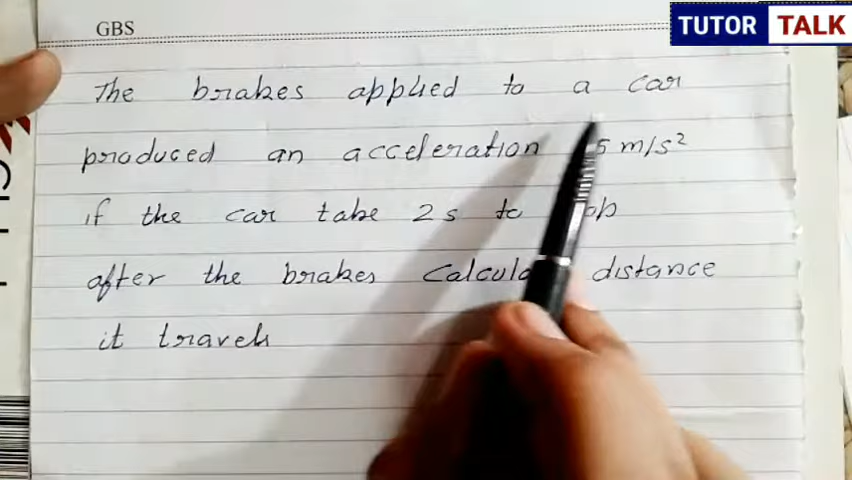 GBS
TUTOR TALK
The brakes applied to a car
produced an acceleration 5 m/s²
if the car take 2 s to
after the brakes distance
it travels